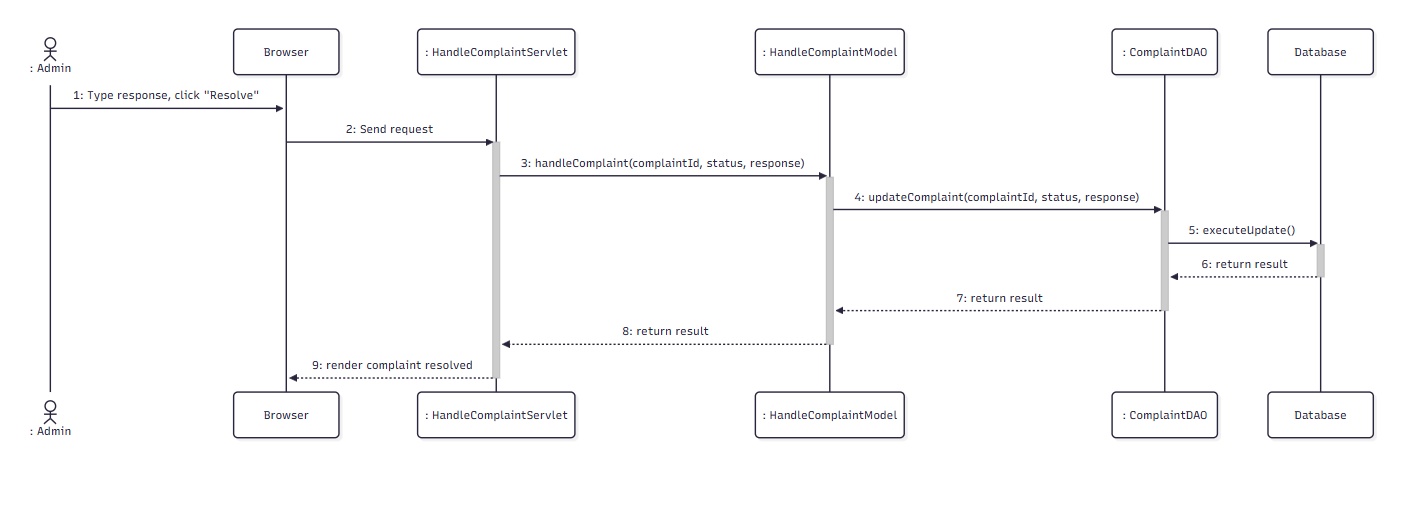 : Admin
Browser
: HandleComplaintServlet
: HandleComplaintModel
: ComplaintDAO
Database
1: Type response, click "Resolve"
2: Send request
3: handleComplaint(complaintId, status, response)
4: updateComplaint(complaintId, status, response)
5: executeUpdate()
6: return result
7: return result
8: return result
9: render complaint resolved
: Admin
Browser
: HandleComplaintServlet
: HandleComplaintModel
: ComplaintDAO
Database